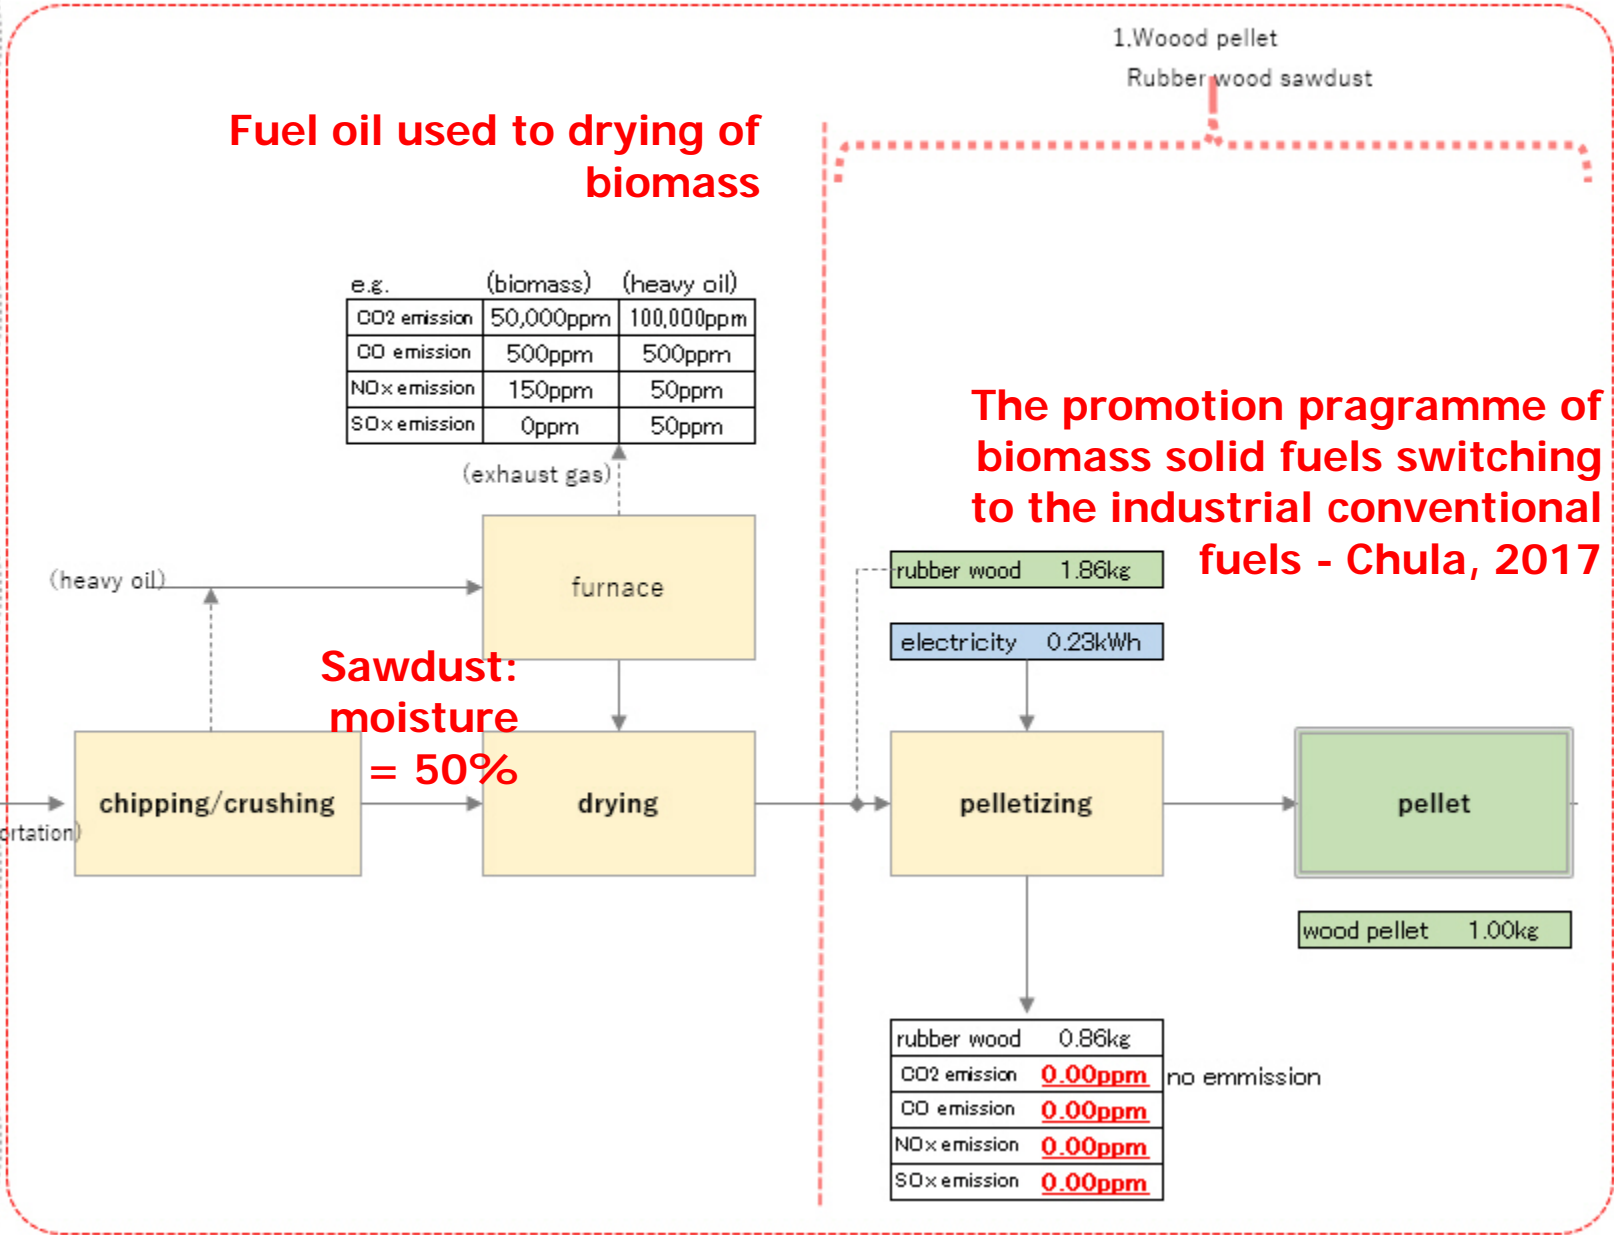 1.Woood pellet
Rubber wood sawdust
Fuel oil used to drying of
biomass
e.g. (biomass) (heavy oil)
CO2 emission 50,000ppm 100,000ppm
CO emission 500ppm 500ppm
NOx emission 150ppm 50ppm
SOx emission 0ppm 50ppm
(exhaust gas)
The promotion pragramme of
biomass solid fuels switching
to the industrial conventional
fuels - Chula, 2017
(heavy oil)
furnace
rubber wood 1.86kg
electricity 0.23kWh
Sawdust:
moisture
= 50%
chipping/crushing
drying
pelletizing
pellet
ortation)
wood pellet 1.00kg
rubber wood 0.86kg
CO2 emission 0.00ppm no emmission
CO emission 0.00ppm
NOx emission 0.00ppm
SOx emission 0.00ppm